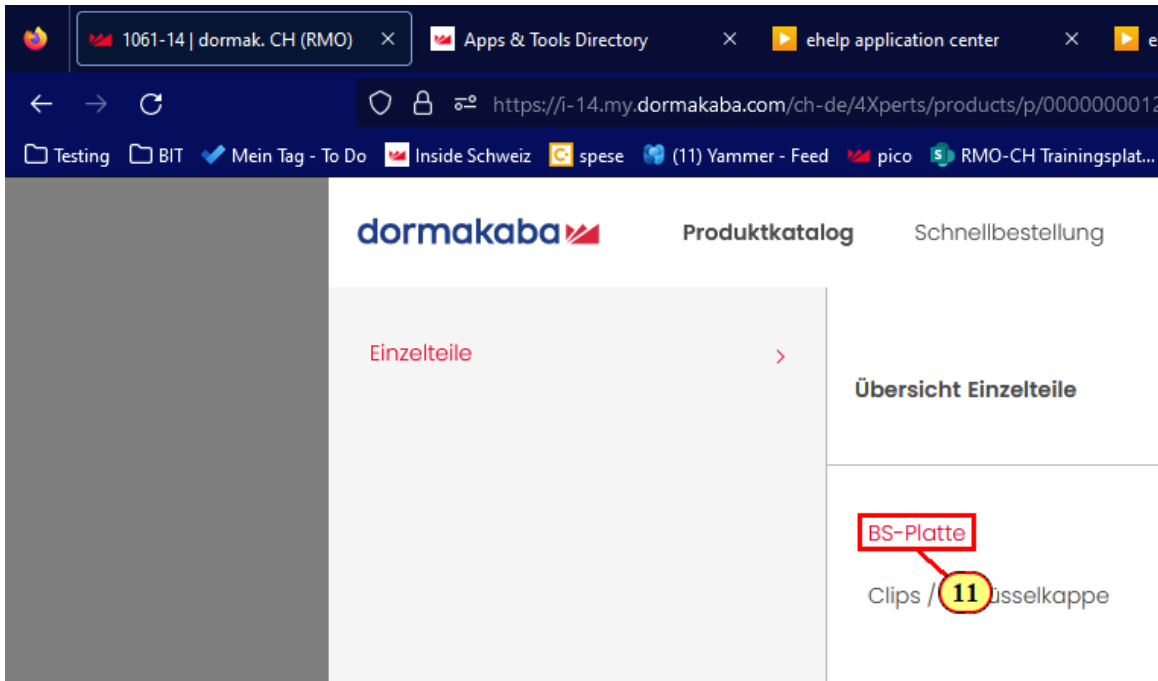 1061-14 | dormak. CH (RMO) Apps & Tools Directory ehelp application center e
https://i-14.my.dormakaba.com/ch-de/4Xperts/products/p/00000000012
Testing BIT Mein Tag - To Do Inside Schweiz spese (11) Yammer - Feed pico RMO-CH Trainingsplat...
dormakaba Produktkatalog Schnellbestellung
Einzelteile
Übersicht Einzelteile
BS-Platte
Clips / 11 üsselkappe